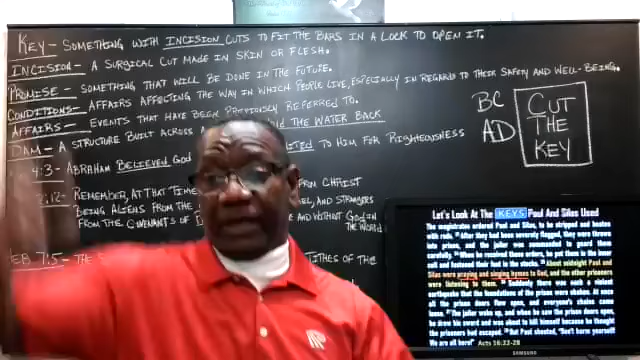 KEY - SOMETHING WITH INCISION CUTS TO FIT THE BARS IN A LOCK TO OPEN IT.
INCISION - A SURGICAL CUT MADE IN SKIN OR FLESH.
PROMISE - SOMETHING THAT WILL BE DONE IN THE FUTURE.
CONDITIONS - AFFAIRS AFFECTING THE WAY IN WHICH PEOPLE LIVE, ESPECIALLY IN REGARDS TO THEIR SAFETY AND WELL-BEING.
AFFAIRS - EVENTS THAT HAVE BEEN PREVIOUSLY REFERRED TO.
DAM - A STRUCTURE BUILT ACROSS A THE WATER BACK
4:3 - ABRAHAM BELIEVED GOD TO HIM FOR RIGHTEOUSNESS
2:12 - REMEMBER, AT THAT TIME CHRIST
BEING ALIENS FROM THE AND STRANGERS
FROM THE COVENANTS OF AND WITHOUT GOD IN
THE WORLD
HEB 7:5 - THE TITHES OF THE
BC
AD
CUT
THE
KEY
Let's Look At The KEYS Paul And Silas Used
The magistrates ordered Paul and Silas, to be stripped and beaten
with rods. 23 After they had been severely flogged, they were thrown
into prison, and the jailer was commanded to guard them
carefully. 24 When he received these orders, he put them in the inner
cell and fastened their feet in the stocks. 25 About midnight Paul and
Silas were praying and singing hymns to God, and the other prisoners
were listening to them. 26 Suddenly there was such a violent
earthquake that the foundations of the prison were shaken. At once
all the prison doors flew open, and everyone's chains came
loose. 27 The jailer woke up, and when he saw the prison doors open,
he drew his sword and was about to kill himself because he thought
the prisoners had escaped. 28 But Paul shouted, "Don't harm yourself!
We are all here!" Acts 16:22-28
SAMSUNG